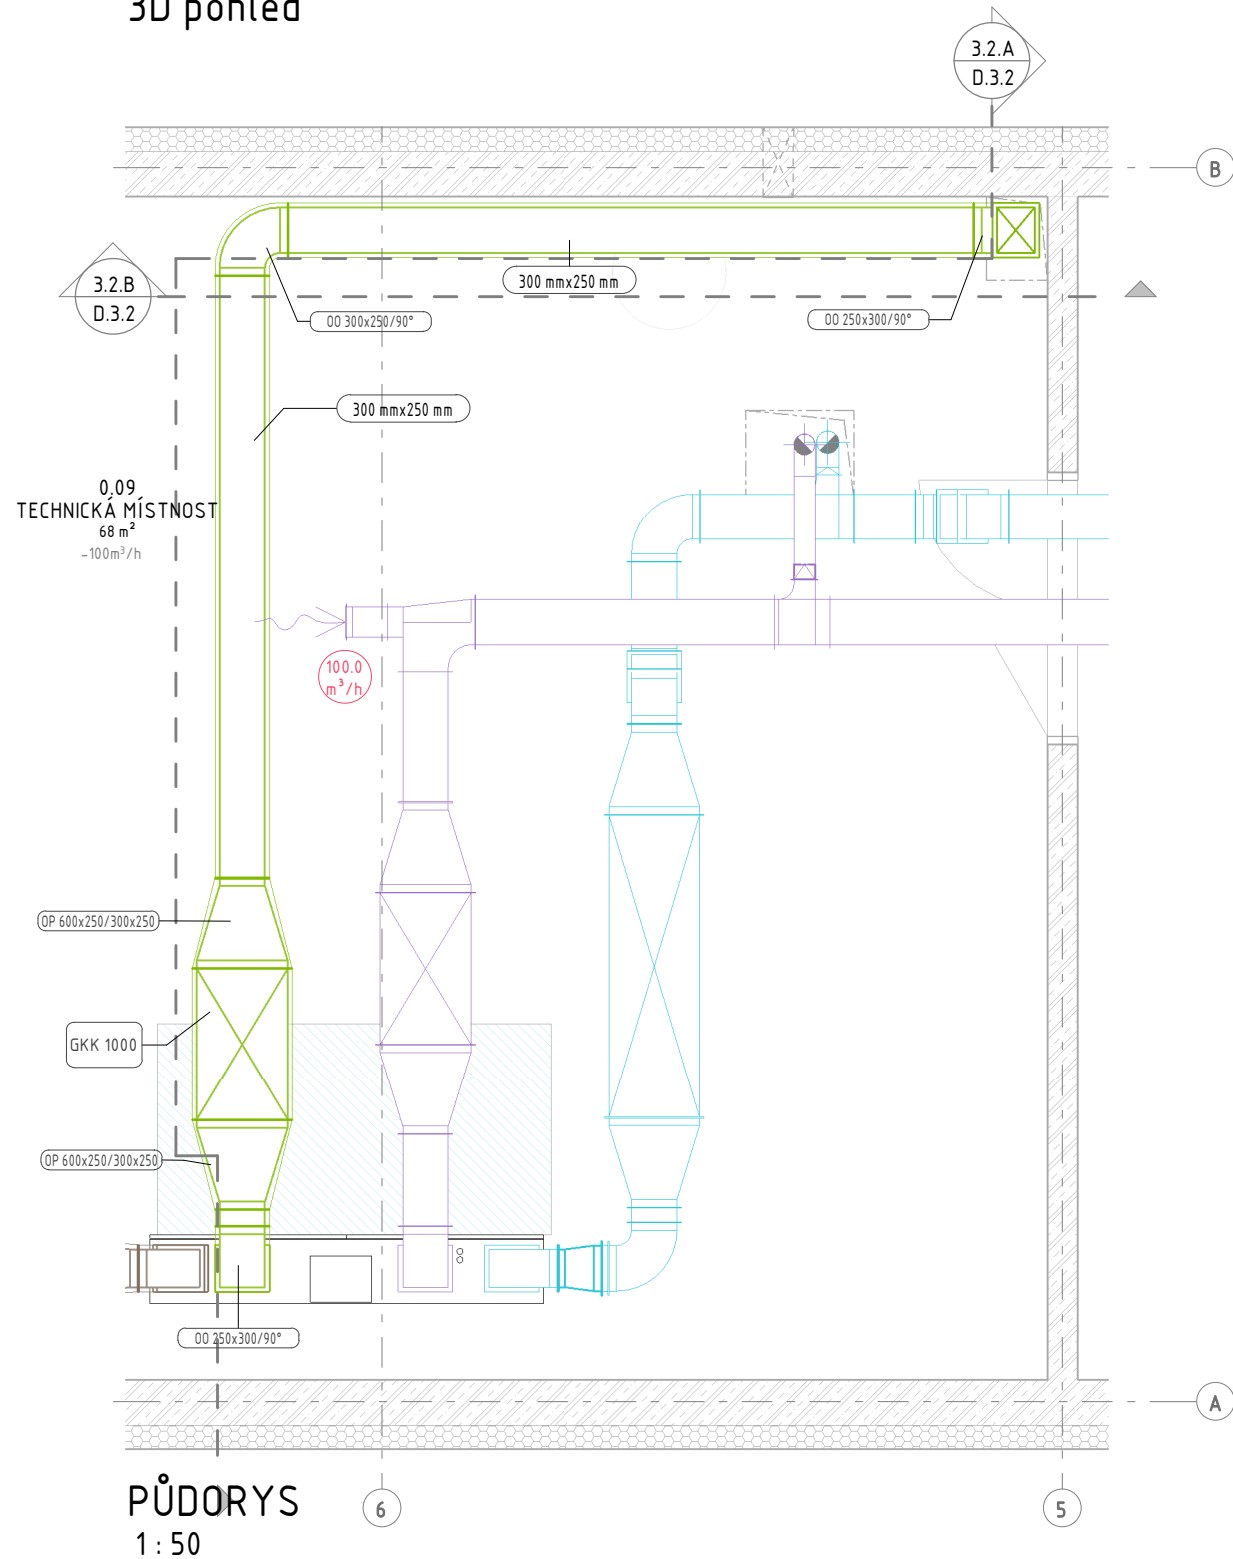 3D pohled
3.2.A
D.3.2
B
3.2.B
D.3.2
300 mmx250 mm
OO 300x250/90°
OO 250x300/90°
300 mmx250 mm
0.09
TECHNICKÁ MÍSTNOST
68 m²
-100m³/h
100.0
m³/h
OP 600x250/300x250
GKK 1000
OP 600x250/300x250
OO 250x300/90°
A
PŮDORYS
1 : 50
6
5